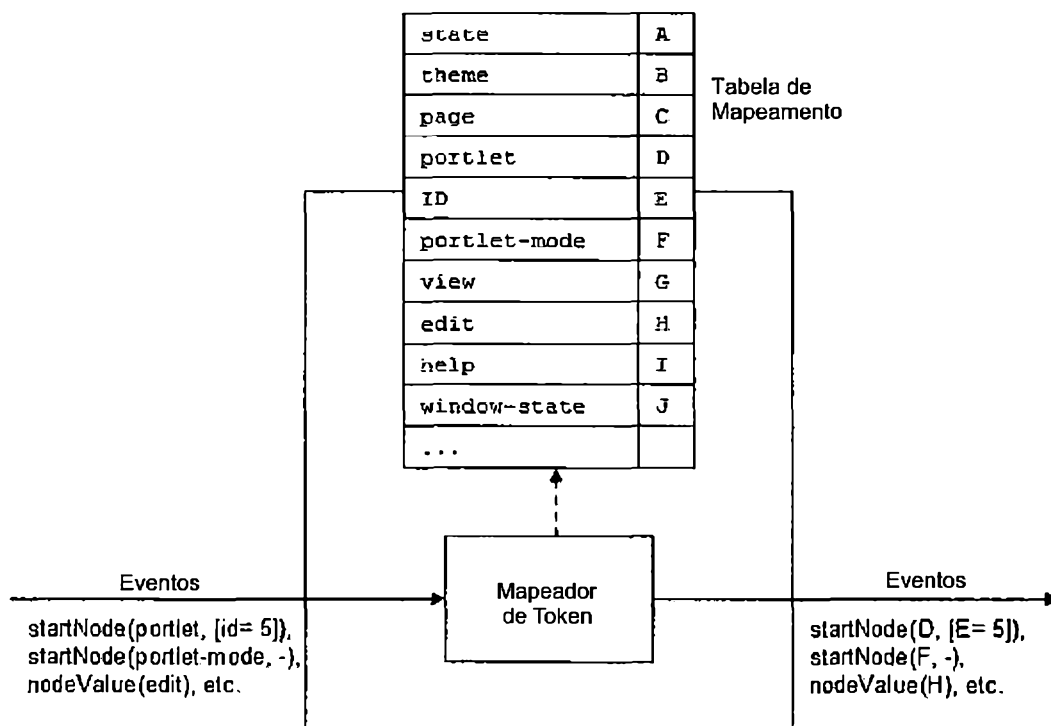 state A
theme B
page C
portlet D
ID E
portlet-mode F
view G
edit H
help I
window-state J
...
Tabela de
Mapeamento
Eventos
startNode(portlet, [id= 5]),
startNode(portlet-mode, -),
nodeValue(edit), etc.
Mapeador
de Token
Eventos
startNode(D, [E= 5]),
startNode(F, -),
nodeValue(H), etc.